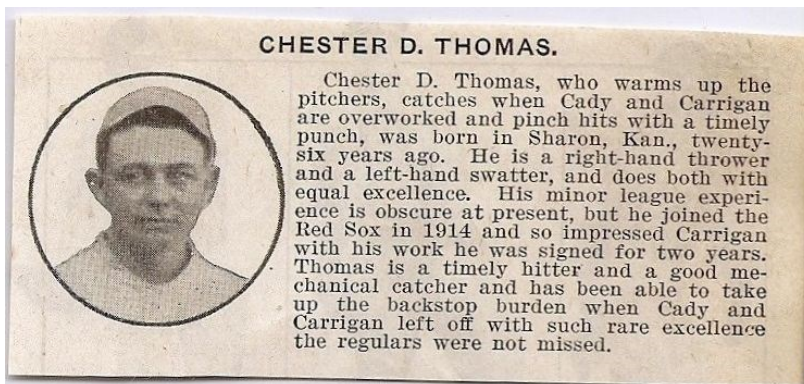 CHESTER D. THOMAS.
Chester D. Thomas, who warms up the
pitchers, catches when Cady and Carrigan
are overworked and pinch hits with a timely
punch, was born in Sharon, Kan., twenty-
six years ago. He is a right-hand thrower
and a left-hand swatter, and does both with
equal excellence. His minor league experi-
ence is obscure at present, but he joined the
Red Sox in 1914 and so impressed Carrigan
with his work he was signed for two years.
Thomas is a timely hitter and a good me-
chanical catcher and has been able to take
up the backstop burden when Cady and
Carrigan left off with such rare excellence
the regulars were not missed.